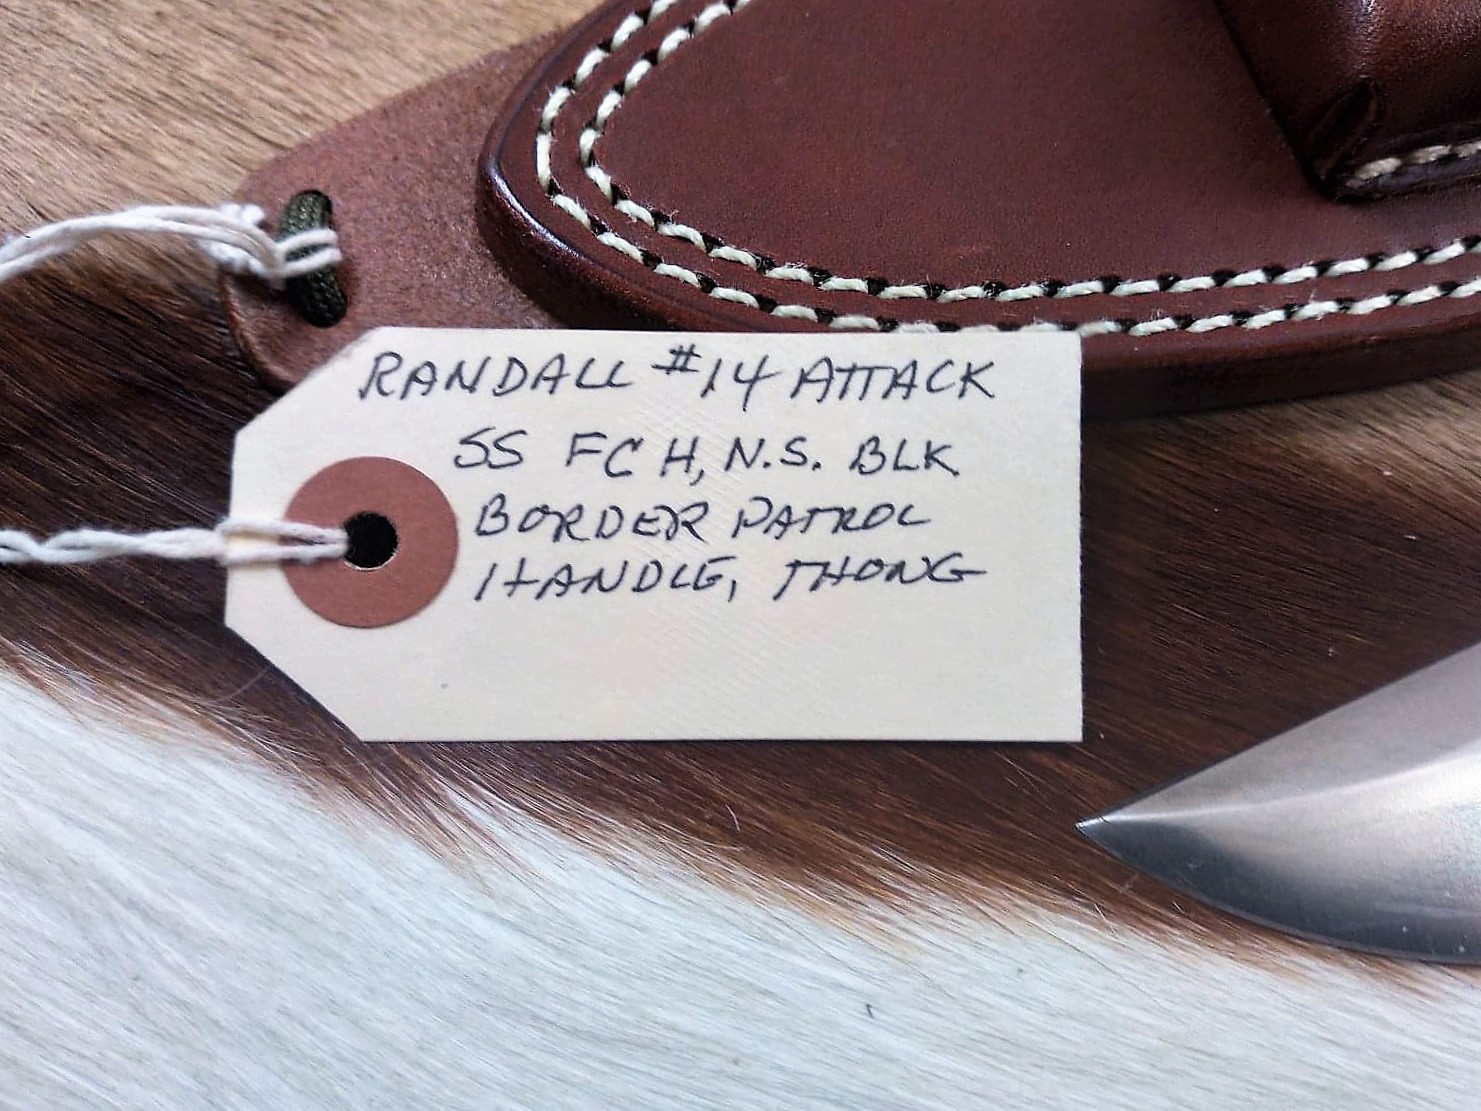 RANDALL #14 ATTACK
SS FCH, N.S. BLK
BORDER PATROL
HANDLE, THONG